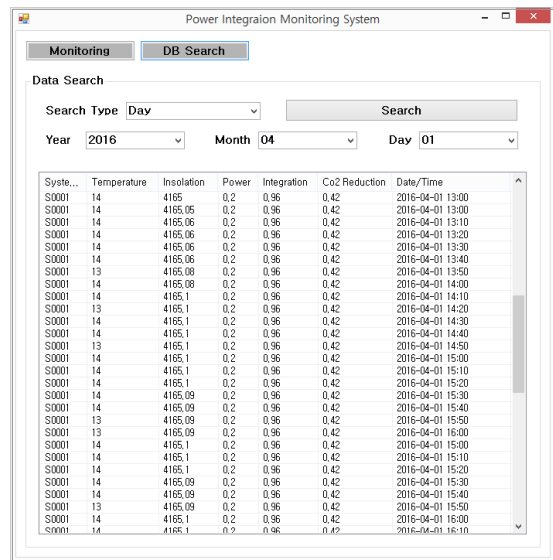 Power Integraion Monitoring System
Monitoring DB Search
Data Search
Search Type Day Search
Year 2016 Month 04 Day 01
Syste... Temperature Insolation Power Integration Co2 Reduction Date/Time
S0001 14 4165 0,2 0,96 0,42 2016-04-01 13:00
S0001 14 4165,05 0,2 0,96 0,42 2016-04-01 13:00
S0001 14 4165,06 0,2 0,96 0,42 2016-04-01 13:10
S0001 14 4165,06 0,2 0,96 0,42 2016-04-01 13:20
S0001 14 4165,06 0,2 0,96 0,42 2016-04-01 13:30
S0001 14 4165,06 0,2 0,96 0,42 2016-04-01 13:40
S0001 13 4165,08 0,2 0,96 0,42 2016-04-01 13:50
S0001 14 4165,08 0,2 0,96 0,42 2016-04-01 14:00
S0001 14 4165,1 0,2 0,96 0,42 2016-04-01 14:10
S0001 13 4165,1 0,2 0,96 0,42 2016-04-01 14:20
S0001 14 4165,1 0,2 0,96 0,42 2016-04-01 14:30
S0001 14 4165,1 0,2 0,96 0,42 2016-04-01 14:40
S0001 13 4165,1 0,2 0,96 0,42 2016-04-01 14:50
S0001 14 4165,1 0,2 0,96 0,42 2016-04-01 15:00
S0001 14 4165,1 0,2 0,96 0,42 2016-04-01 15:10
S0001 14 4165,1 0,2 0,96 0,42 2016-04-01 15:20
S0001 14 4165,09 0,2 0,96 0,42 2016-04-01 15:30
S0001 14 4165,09 0,2 0,96 0,42 2016-04-01 15:40
S0001 13 4165,09 0,2 0,96 0,42 2016-04-01 15:50
S0001 13 4165,09 0,2 0,96 0,42 2016-04-01 16:00
S0001 14 4165,1 0,2 0,96 0,42 2016-04-01 15:00
S0001 14 4165,1 0,2 0,96 0,42 2016-04-01 15:10
S0001 14 4165,1 0,2 0,96 0,42 2016-04-01 15:20
S0001 14 4165,09 0,2 0,96 0,42 2016-04-01 15:30
S0001 14 4165,09 0,2 0,96 0,42 2016-04-01 15:40
S0001 13 4165,09 0,2 0,96 0,42 2016-04-01 15:50
S0001 14 4165,1 0,2 0,96 0,42 2016-04-01 16:00
S0001 14 4165,1 0,2 0,96 0,42 2016-04-01 16:10